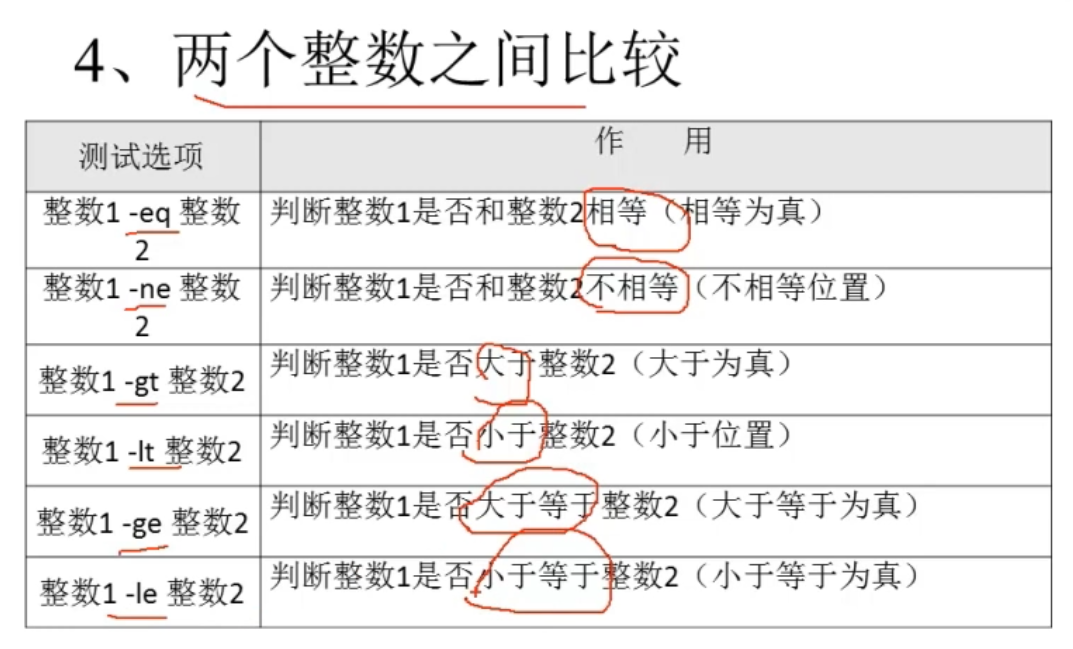 4、两个整数之间比较
测试选项
作 用
整数1 -eq 整数
2
判断整数1是否和整数2相等（相等为真）
整数1 -ne 整数
2
判断整数1是否和整数2不相等（不相等位置）
整数1 -gt 整数2
判断整数1是否大于整数2（大于为真）
整数1 -lt 整数2
判断整数1是否小于整数2（小于位置）
整数1 -ge 整数2
判断整数1是否大于等于整数2（大于等于为真）
整数1 -le 整数2
判断整数1是否小于等于整数2（小于等于为真）